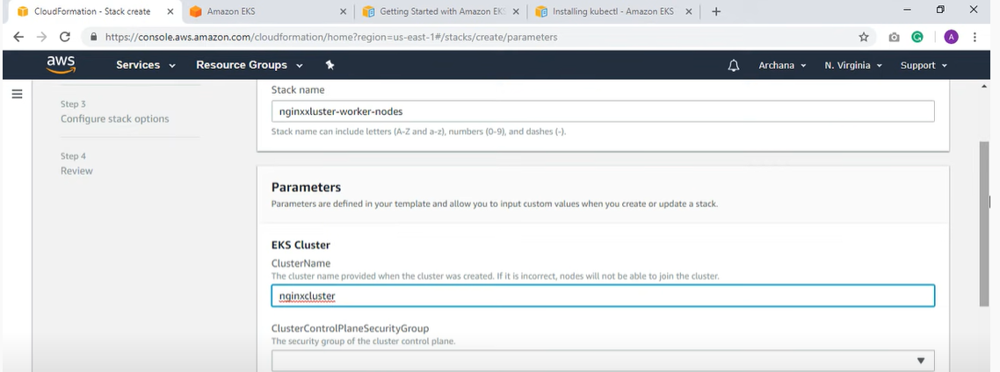 CloudFormation - Stack create
Amazon EKS
Getting Started with Amazon EKS
Installing kubectl - Amazon EKS
https://console.aws.amazon.com/cloudformation/home?region=us-east-1#/stacks/create/parameters
A
aws
Services
Resource Groups
Archana
N. Virginia
Support
Step 3
Configure stack options
Step 4
Review
Stack name
nginxxluster-worker-nodes
Stack name can include letters (A-Z and a-z), numbers (0-9), and dashes (-).
Parameters
Parameters are defined in your template and allow you to input custom values when you create or update a stack.
EKS Cluster
ClusterName
The cluster name provided when the cluster was created. If it is incorrect, nodes will not be able to join the cluster.
nginxcluster
ClusterControlPlaneSecurityGroup
The security group of the cluster control plane.